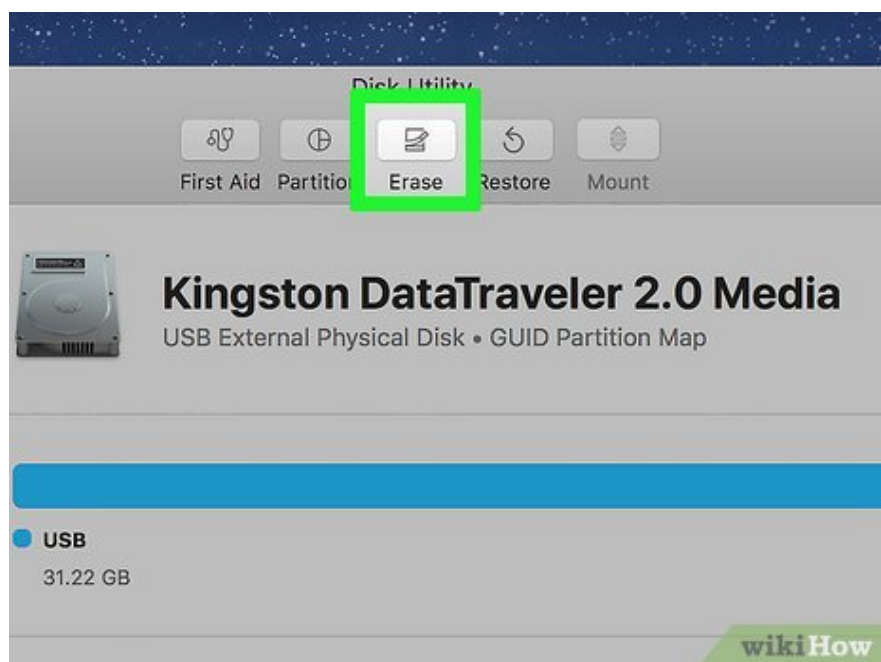 Disk Utility
First Aid Partition Erase Restore Mount
Kingston DataTraveler 2.0 Media
USB External Physical Disk • GUID Partition Map
USB
31.22 GB
wikiHow